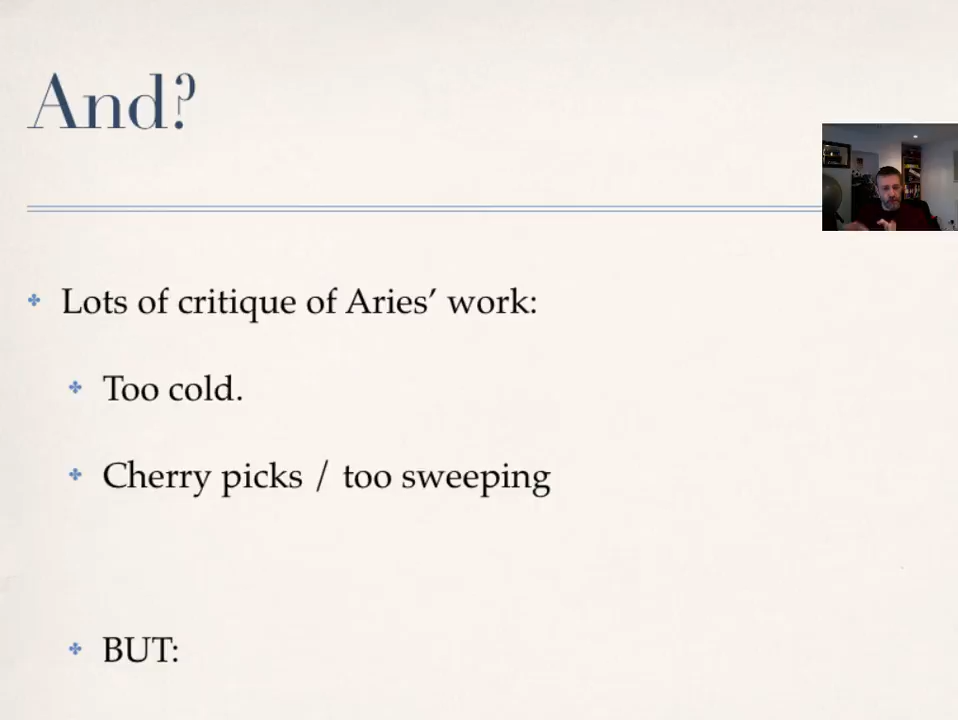 And?
Lots of critique of Aries’ work:
Too cold.
Cherry picks / too sweeping
BUT: